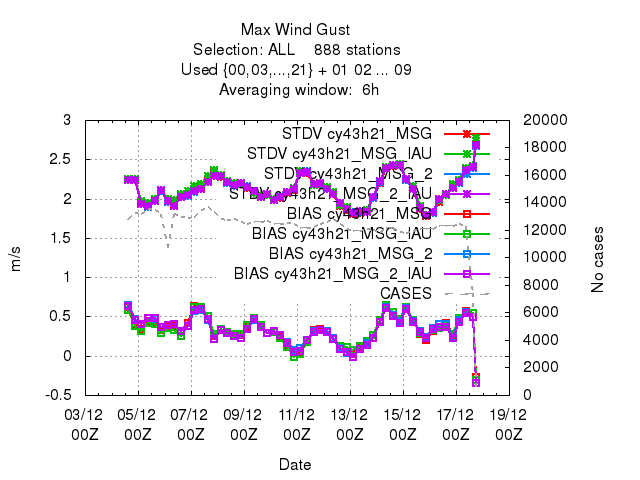 Max Wind Gust
Selection: ALL 888 stations
Used {00,03,...,21} + 01 02 ... 09
Averaging window: 6h
3
2.5
2
1.5
1
0.5
0
-0.5
m/s
20000
18000
16000
14000
12000
10000
8000
6000
4000
2000
0
No cases
STDV cy43h21_MSG
STDV cy43h21_MSG_IAU
STDV cy43h21_MSG_2
STDV cy43h21_MSG_2_IAU
BIAS cy43h21_MSG
BIAS cy43h21_MSG_IAU
BIAS cy43h21_MSG_2
BIAS cy43h21_MSG_2_IAU
CASES
03/12 05/12 07/12 09/12 11/12 13/12 15/12 17/12 19/12
00Z 00Z 00Z 00Z 00Z 00Z 00Z 00Z 00Z
Date